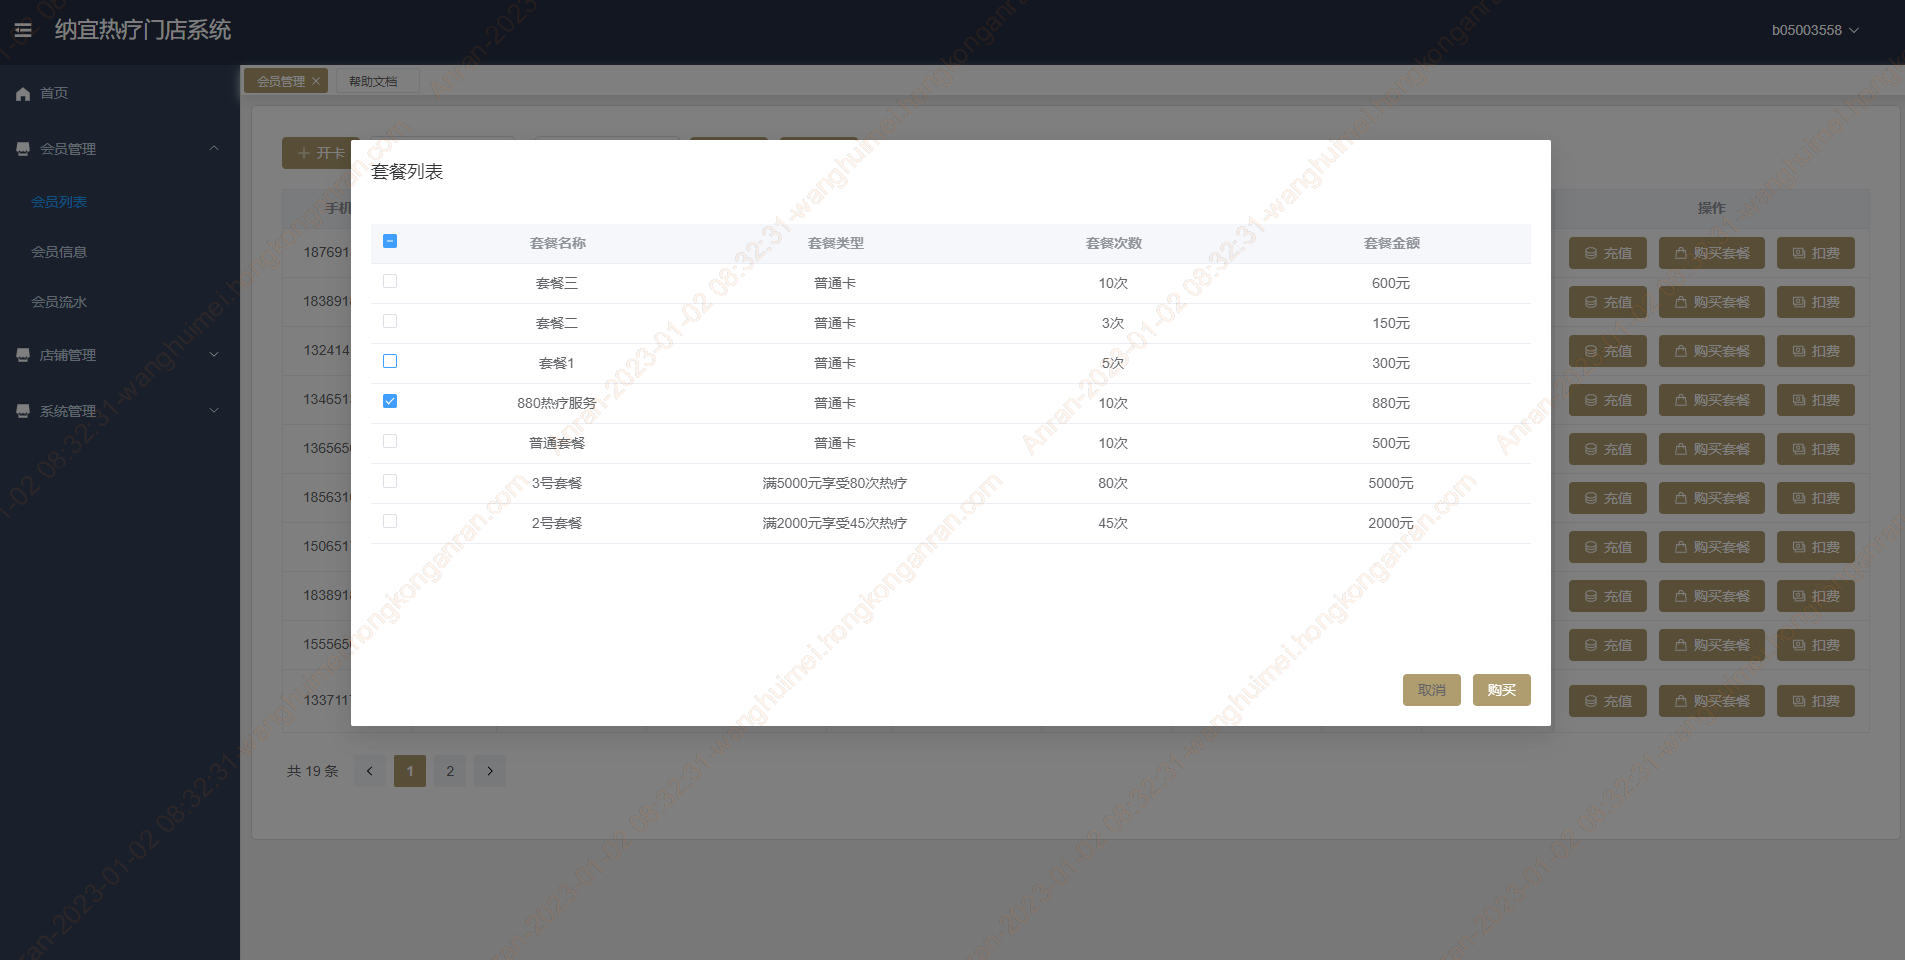 纳宜热疗门店系统
b05003558
首页
会员管理
会员列表
会员信息
会员流水
店铺管理
系统管理
会员管理 ×
帮助文档
+ 开卡
套餐列表
套餐名称 套餐类型 套餐次数 套餐金额
套餐三 普通卡 10次 600元
套餐二 普通卡 3次 150元
套餐1 普通卡 5次 300元
880热疗服务 普通卡 10次 880元
普通套餐 普通卡 10次 500元
3号套餐 满5000元享受80次热疗 80次 5000元
2号套餐 满2000元享受45次热疗 45次 2000元
取消 购买
手机
操作
18769 充值 购买套餐 扣费
183891 充值 购买套餐 扣费
132414 充值 购买套餐 扣费
134651 充值 购买套餐 扣费
136565 充值 购买套餐 扣费
185631 充值 购买套餐 扣费
150651 充值 购买套餐 扣费
183891 充值 购买套餐 扣费
155565 充值 购买套餐 扣费
133711 充值 购买套餐 扣费
共 19 条 < 1 2 >
Anran-2023-01-02 08:32:31-wanghuimei.hongkonganran.com